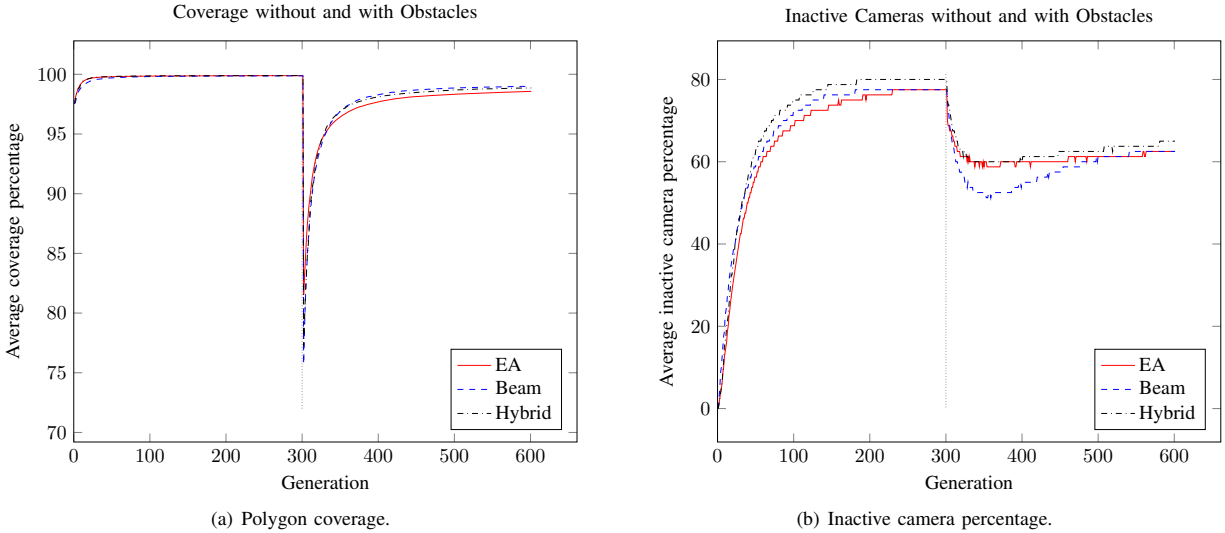 Coverage without and with Obstacles
100
95
90
85
80
75
70
0
100
200
300
400
500
600
Average coverage percentage
Generation
EA
Beam
Hybrid
(a) Polygon coverage.
Inactive Cameras without and with Obstacles
80
60
40
20
0
0
100
200
300
400
500
600
Average inactive camera percentage
Generation
EA
Beam
Hybrid
(b) Inactive camera percentage.